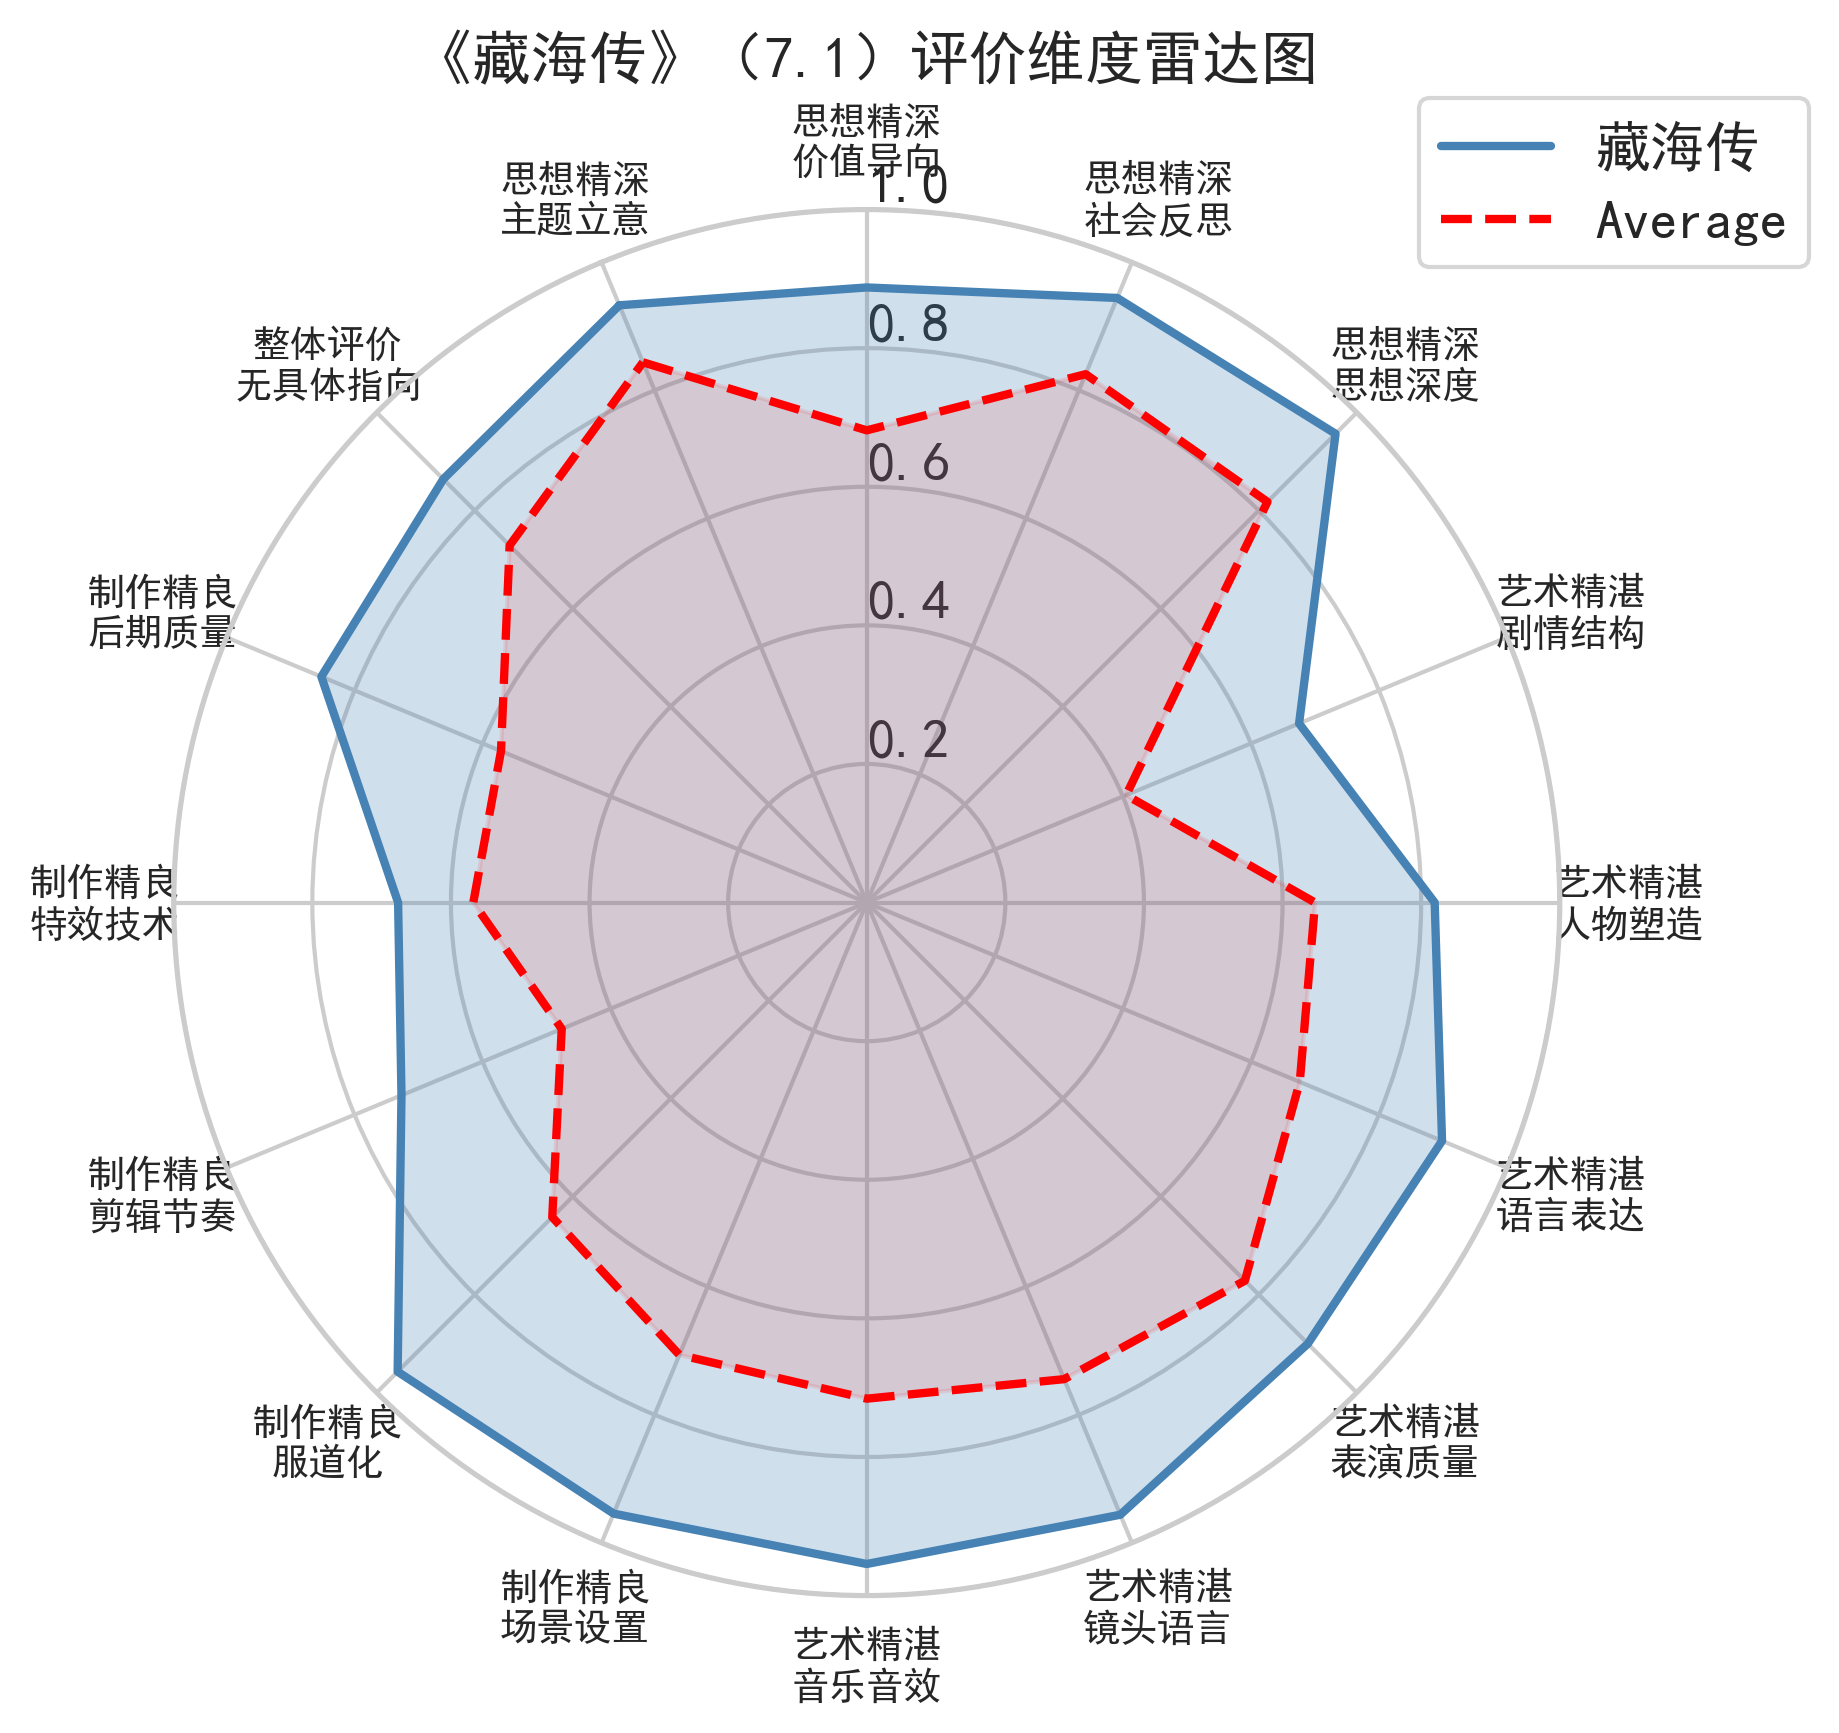 《藏海传》（7.1）评价维度雷达图
藏海传
Average
思想精深
价值导向
思想精深
社会反思
思想精深
思想深度
艺术精湛
剧情结构
艺术精湛
人物塑造
艺术精湛
语言表达
艺术精湛
表演质量
艺术精湛
镜头语言
艺术精湛
音乐音效
制作精良
场景设置
制作精良
服道化
制作精良
剪辑节奏
制作精良
特效技术
制作精良
后期质量
整体评价
无具体指向
思想精深
主题立意
1.0
0.8
0.6
0.4
0.2